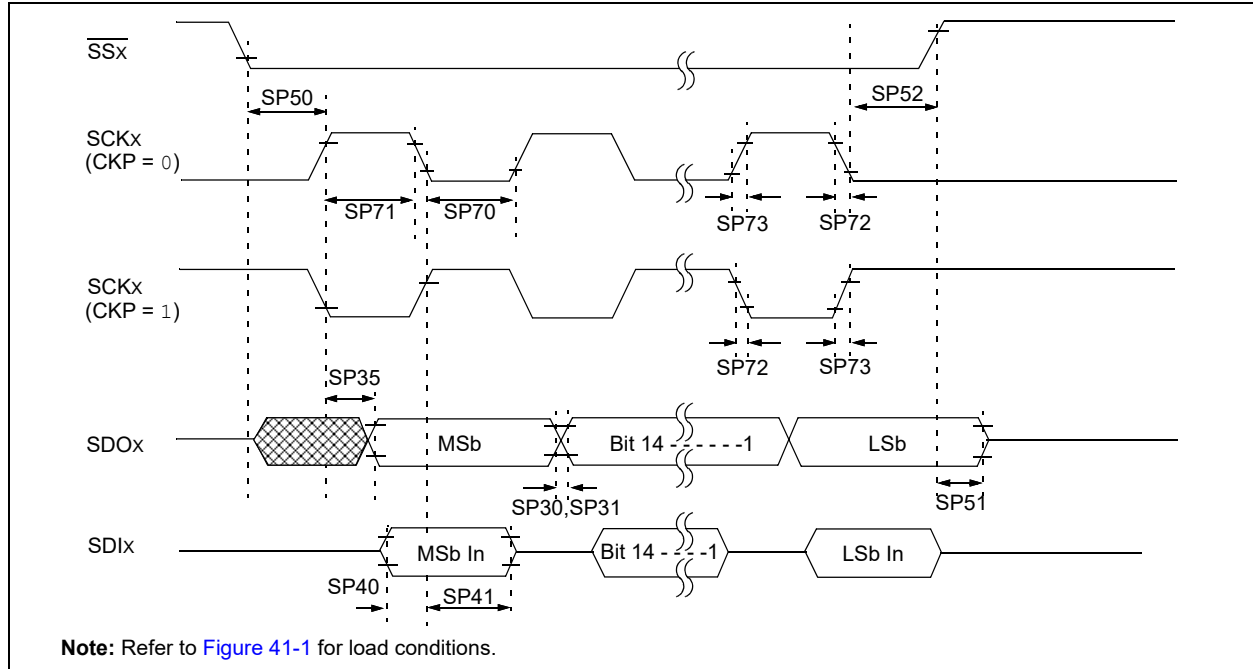 SSx
SP50
SP52
SCKx
(CKP = 0)
SP71
SP70
SP73
SP72
SCKx
(CKP = 1)
SP72
SP73
SP35
SDOx
MSb
Bit 14 - - - - - -1
LSb
SP30,SP31
SP51
SDIx
MSb In
Bit 14 - - - -1
LSb In
SP40
SP41
Note: Refer to Figure 41-1 for load conditions.